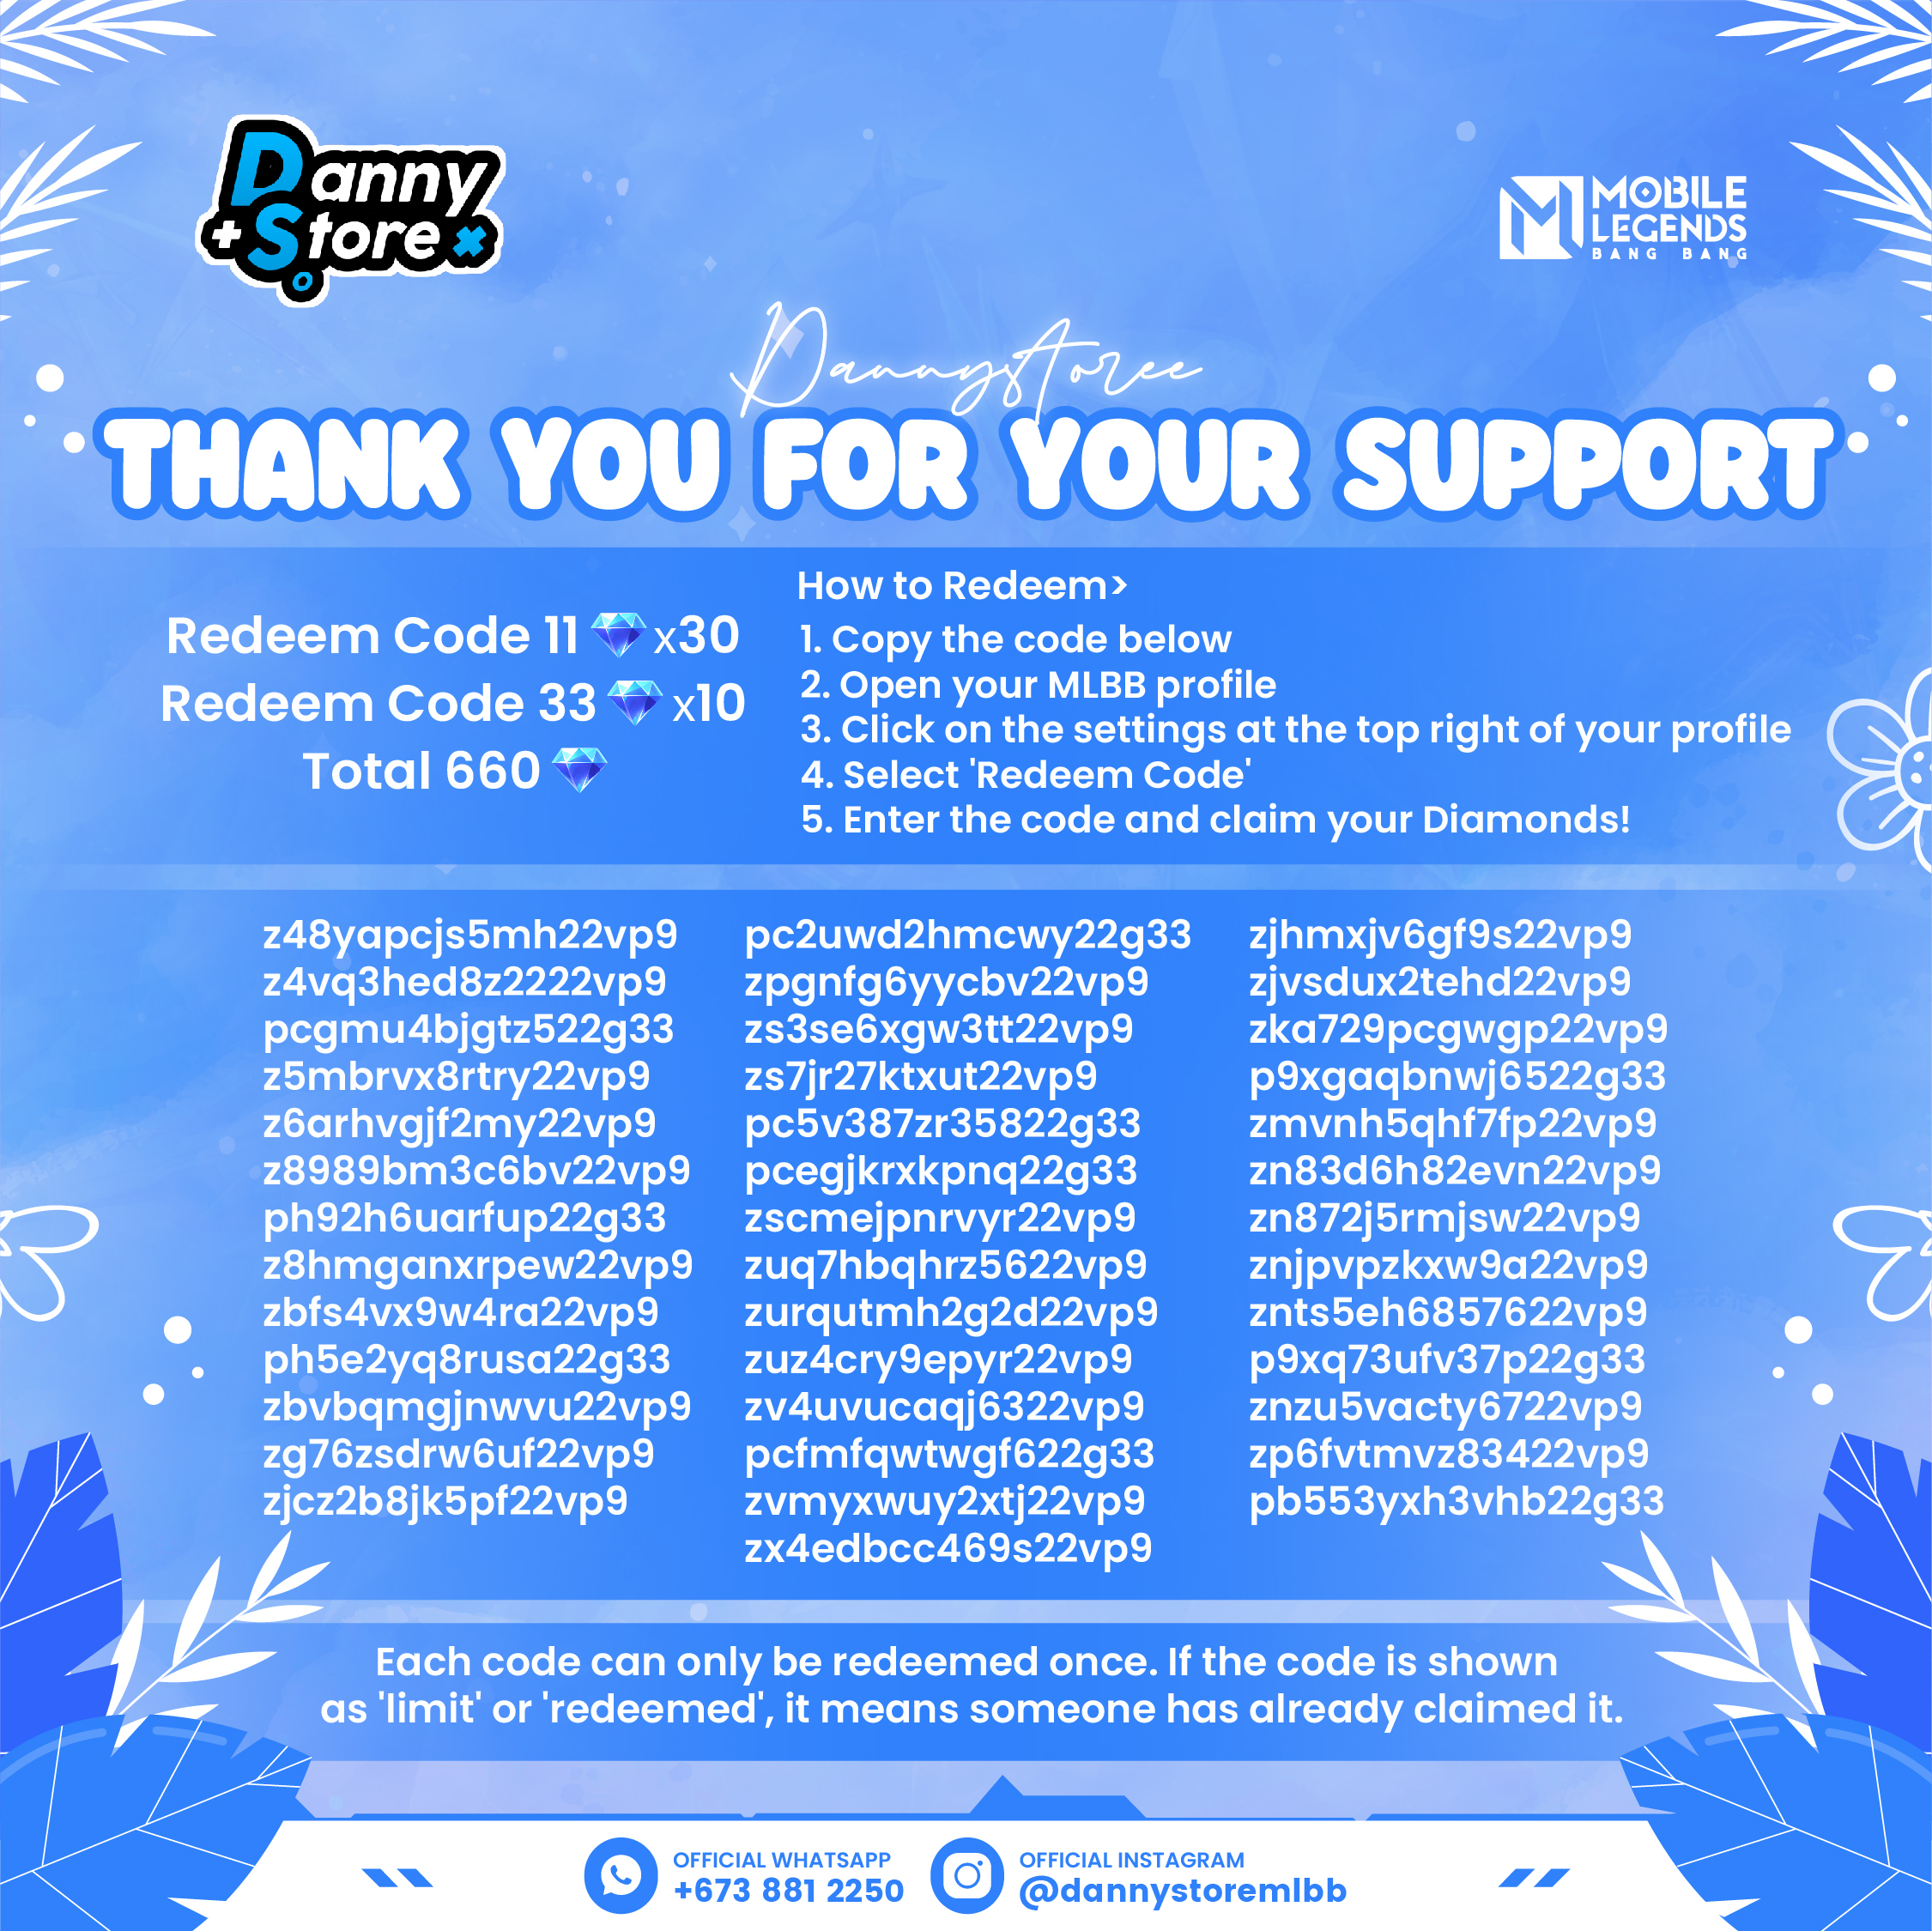 Danny
Store
MOBILE
LEGENDS
BANG BANG
Dannystoree
THANK YOU FOR YOUR SUPPORT
Redeem Code 11 💎 x30
Redeem Code 33 💎 x10
Total 660 💎
How to Redeem>
1. Copy the code below
2. Open your MLBB profile
3. Click on the settings at the top right of your profile
4. Select 'Redeem Code'
5. Enter the code and claim your Diamonds!
z48yapcjs5mh22vp9
z4vq3hed8z2222vp9
pcgmu4bjgtz522g33
z5mbrvx8rtry22vp9
z6arhvgjf2my22vp9
z8989bm3c6bv22vp9
ph92h6uarfup22g33
z8hmganxrpew22vp9
zbfs4vx9w4ra22vp9
ph5e2yq8rusa22g33
zbvbqmgjnwvu22vp9
zg76zsdrw6uf22vp9
zjcz2b8jk5pf22vp9
pc2uwd2hmcwy22g33
zpgnfg6yycbv22vp9
zs3se6xgw3tt22vp9
zs7jr27ktxut22vp9
pc5v387zr35822g33
pcegjkrxkpnq22g33
zscmejpnrvyr22vp9
zuq7hbqhrz5622vp9
zurqutmh2g2d22vp9
zuz4cry9epyr22vp9
zv4uvucaqj6322vp9
pcfmfqwtwgf622g33
zvmyxwuy2xtj22vp9
zx4edbcc469s22vp9
zjhmxjv6gf9s22vp9
zjvsdux2tehd22vp9
zka729pcgwgp22vp9
p9xgaqbnwj6522g33
zmvnh5qhf7fp22vp9
zn83d6h82evn22vp9
zn872j5rmjsw22vp9
znjpvpzkxw9a22vp9
znts5eh6857622vp9
p9xq73ufv37p22g33
znzu5vacty6722vp9
zp6fvtmvz83422vp9
pb553yxh3vhb22g33
Each code can only be redeemed once. If the code is shown
as 'limit' or 'redeemed', it means someone has already claimed it.
OFFICIAL WHATSAPP
+673 881 2250
OFFICIAL INSTAGRAM
@dannystoremlbb